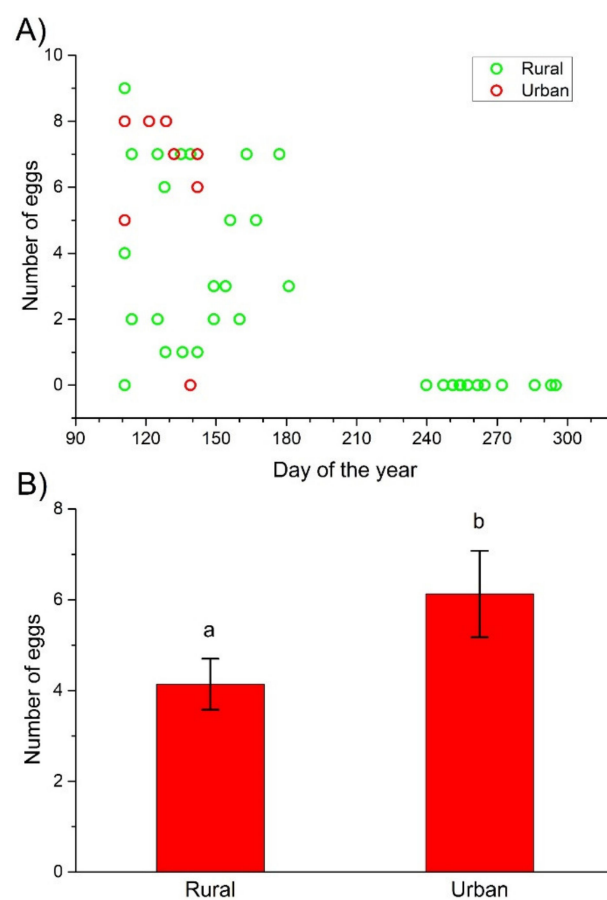 A)
10
8
6
4
2
0
Number of eggs
Rural
Urban
90 120 150 180 210 240 270 300
Day of the year
B)
8
6
4
2
0
Number of eggs
a
b
Rural Urban